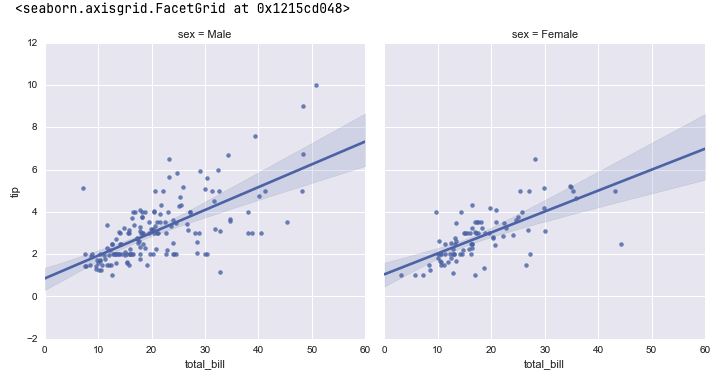 <seaborn.axisgrid.FacetGrid at 0x1215cd048>
sex = Male
sex = Female
12
10
8
6
4
2
0
−2
tip
0 10 20 30 40 50 60
0 10 20 30 40 50 60
total_bill
total_bill